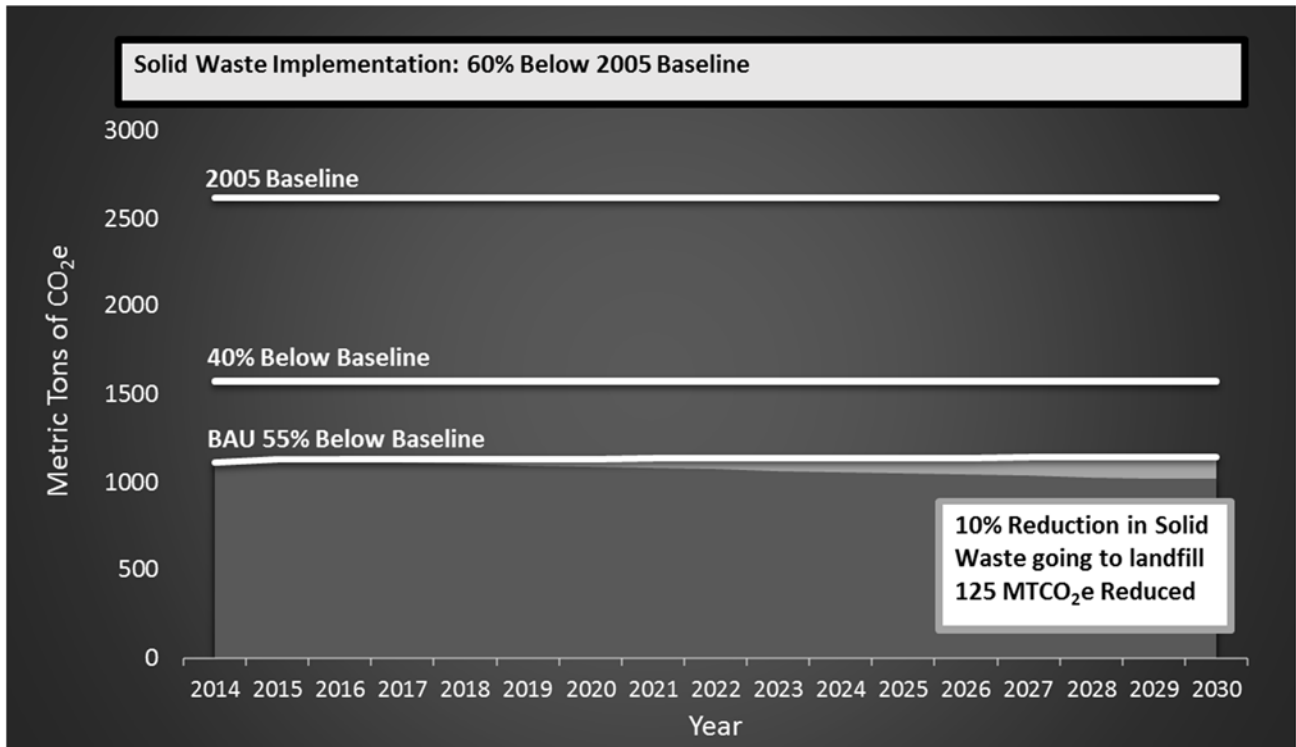 Solid Waste Implementation: 60% Below 2005 Baseline
3000
2005 Baseline
2500
2000
40% Below Baseline
1500
BAU 55% Below Baseline
1000
500
0
Metric Tons of CO₂e
10% Reduction in Solid
Waste going to landfill
125 MTCO₂e Reduced
2014 2015 2016 2017 2018 2019 2020 2021 2022 2023 2024 2025 2026 2027 2028 2029 2030
Year